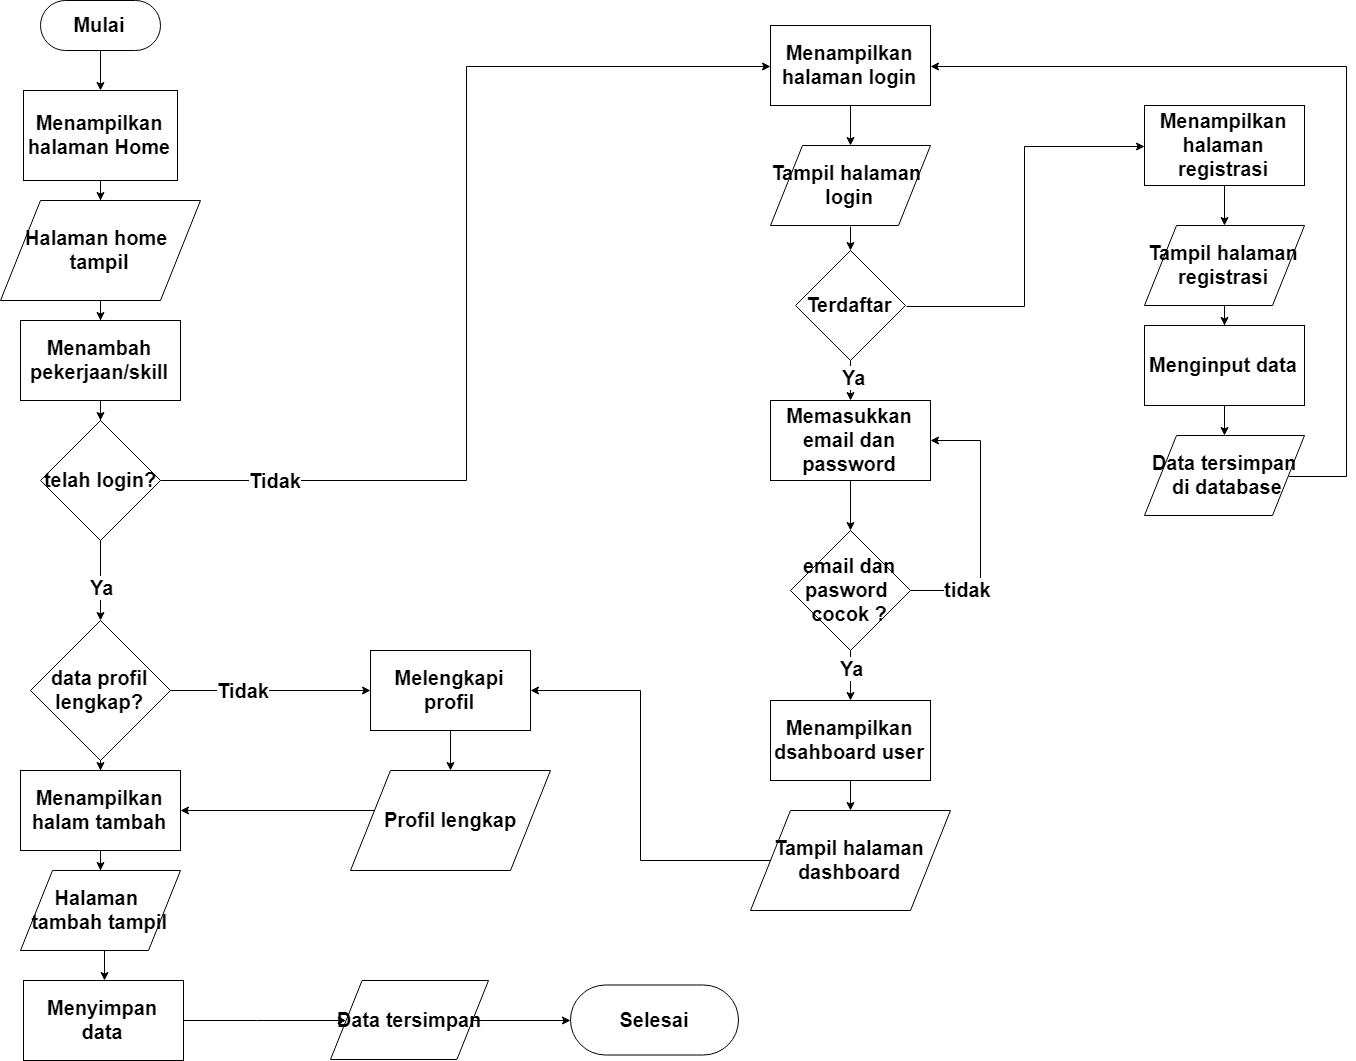 Mulai
Menampilkan
halaman Home
Halaman home
tampil
Menambah
pekerjaan/skill
telah login?
Tidak
Ya
data profil
lengkap?
Tidak
Melengkapi
profil
Profil lengkap
Menampilkan
halam tambah
Halaman
tambah tampil
Menyimpan
data
Data tersimpan
Selesai
Menampilkan
halaman login
Tampil halaman
login
Terdaftar
Ya
Memasukkan
email dan
password
email dan
pasword
cocok ?
tidak
Ya
Menampilkan
dsahboard user
Tampil halaman
dashboard
Menampilkan
halaman
registrasi
Tampil halaman
registrasi
Menginput data
Data tersimpan
di database